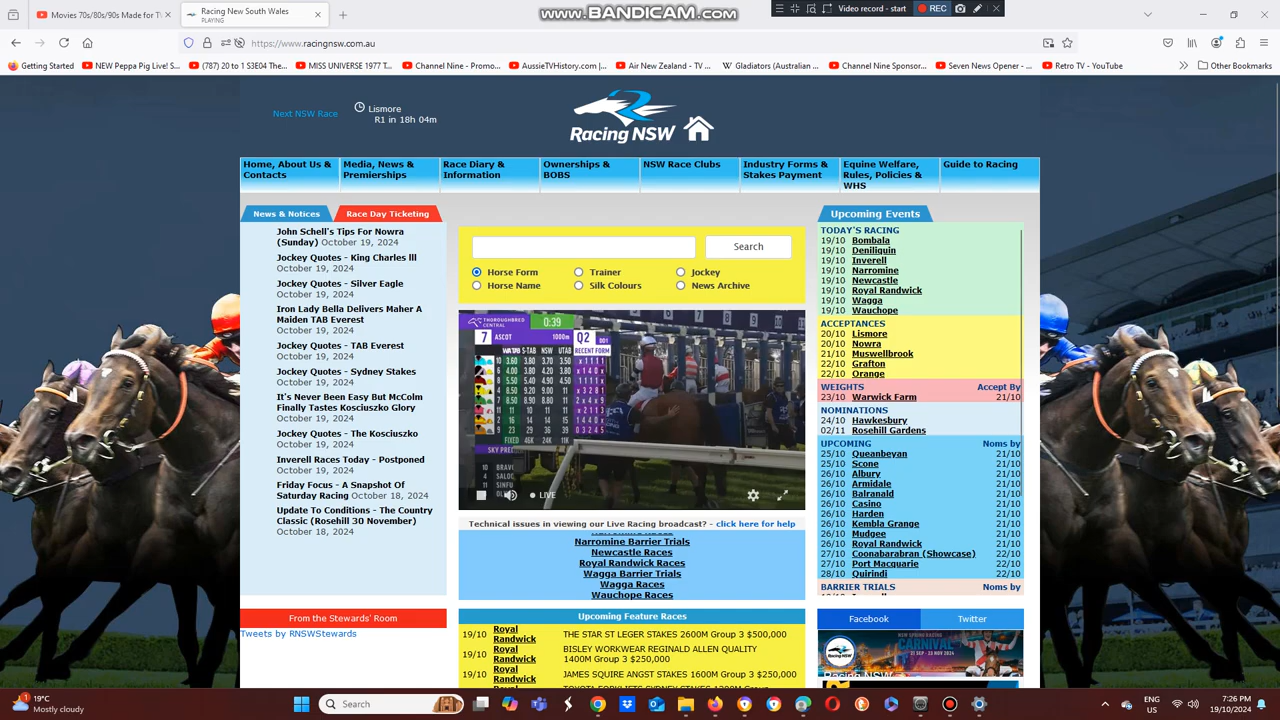 Movies 70s/80s/90s Made for TV
Racing New South Wales
PLAYING
www.BANDICAM.com
Video record - start
REC
https://www.racingnsw.com.au
Getting Started
NEW Peppa Pig Live! S...
(787) 20 to 1 S3E04 The...
MISS UNIVERSE 1977 T...
Channel Nine - Promo...
AussieTVHistory.com |...
Air New Zealand - TV ...
Gladiators (Australian ...
Channel Nine Sponsor...
Seven News Opener - ...
Retro TV - YouTube
Other Bookmarks
Next NSW Race
Lismore
R1 in 18h 04m
Racing NSW
Home, About Us &
Contacts
Media, News &
Premierships
Race Diary &
Information
Ownerships &
BOBS
NSW Race Clubs
Industry Forms &
Stakes Payment
Equine Welfare,
Rules, Policies &
WHS
Guide to Racing
News & Notices
Race Day Ticketing
John Schell's Tips For Nowra
(Sunday) October 19, 2024
Jockey Quotes - King Charles lll
October 19, 2024
Jockey Quotes - Silver Eagle
October 19, 2024
Iron Lady Bella Delivers Maher A
Maiden TAB Everest
October 19, 2024
Jockey Quotes - TAB Everest
October 19, 2024
Jockey Quotes - Sydney Stakes
October 19, 2024
It's Never Been Easy But McColm
Finally Tastes Kosciuszko Glory
October 19, 2024
Jockey Quotes - The Kosciuszko
October 19, 2024
Inverell Races Today - Postponed
October 19, 2024
Friday Focus - A Snapshot Of
Saturday Racing October 18, 2024
Update To Conditions - The Country
Classic (Rosehill 30 November)
October 18, 2024
From the Stewards' Room
Tweets by RNSWStewards
Search
Horse Form
Trainer
Jockey
Horse Name
Silk Colours
News Archive
THOROUGHBRED
CENTRAL
0:39
7 ASCOT 1000m
Q2 001
WATAB S-TAB NSW UTAB
RECENT FORM
FIXED 46K 24K 11K
SKY PRE
LIVE
Technical issues in viewing our Live Racing broadcast? - click here for help
Narromine Barrier Trials
Newcastle Races
Royal Randwick Races
Wagga Barrier Trials
Wagga Races
Wauchope Races
Upcoming Feature Races
19/10 Royal Randwick THE STAR ST LEGER STAKES 2600M Group 3 $500,000
19/10 Royal Randwick BISLEY WORKWEAR REGINALD ALLEN QUALITY
1400M Group 3 $250,000
19/10 Royal Randwick JAMES SQUIRE ANGST STAKES 1600M Group 3 $250,000
Upcoming Events
TODAY'S RACING
19/10 Bombala
19/10 Deniliquin
19/10 Inverell
19/10 Narromine
19/10 Newcastle
19/10 Royal Randwick
19/10 Wagga
19/10 Wauchope
ACCEPTANCES
20/10 Lismore
20/10 Nowra
21/10 Muswellbrook
22/10 Grafton
22/10 Orange
WEIGHTS Accept By
23/10 Warwick Farm 21/10
NOMINATIONS
24/10 Hawkesbury
02/11 Rosehill Gardens
UPCOMING Noms by
25/10 Queanbeyan 21/10
25/10 Scone 21/10
26/10 Albury 21/10
26/10 Armidale 21/10
26/10 Balranald 21/10
26/10 Casino 21/10
26/10 Harden 21/10
26/10 Kembla Grange 21/10
26/10 Mudgee 21/10
26/10 Royal Randwick 21/10
27/10 Coonabarabran (Showcase) 22/10
27/10 Port Macquarie 22/10
28/10 Quirindi 22/10
BARRIER TRIALS Noms by
Facebook
Twitter
Racing NSW
19°C
Mostly cloudy
Search
ENG
US
7:26 PM
19/10/2024